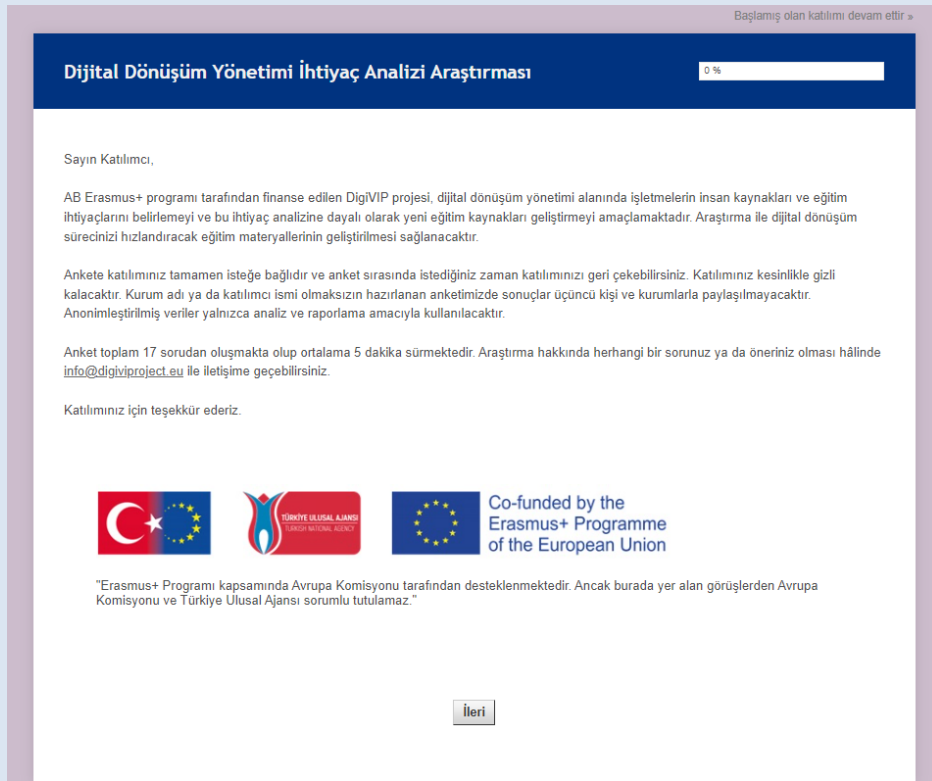 Başlamış olan katılımı devam ettir »
Dijital Dönüşüm Yönetimi İhtiyaç Analizi Araştırması
0 %
Sayın Katılımcı,
AB Erasmus+ programı tarafından finanse edilen DigiVIP projesi, dijital dönüşüm yönetimi alanında işletmelerin insan kaynakları ve eğitim
ihtiyaçlarını belirlemeyi ve bu ihtiyaç analizine dayalı olarak yeni eğitim kaynakları geliştirmeyi amaçlamaktadır. Araştırma ile dijital dönüşüm
sürecinizi hızlandıracak eğitim materyallerinin geliştirilmesi sağlanacaktır.
Ankete katılımınız tamamen isteğe bağlıdır ve anket sırasında istediğiniz zaman katılımınızı geri çekebilirsiniz. Katılımınız kesinlikle gizli
kalacaktır. Kurum adı ya da katılımcı ismi olmaksızın hazırlanan anketimizde sonuçlar üçüncü kişi ve kurumlarla paylaşılmayacaktır.
Anonimleştirilmiş veriler yalnızca analiz ve raporlama amacıyla kullanılacaktır.
Anket toplam 17 sorudan oluşmakta olup ortalama 5 dakika sürmektedir. Araştırma hakkında herhangi bir sorunuz ya da öneriniz olması hâlinde
info@digiviproject.eu ile iletişime geçebilirsiniz.
Katılımınız için teşekkür ederiz.
TÜRKİYE ULUSAL AJANSI
TURKISH NATIONAL AGENCY
Co-funded by the
Erasmus+ Programme
of the European Union
"Erasmus+ Programı kapsamında Avrupa Komisyonu tarafından desteklenmektedir. Ancak burada yer alan görüşlerden Avrupa
Komisyonu ve Türkiye Ulusal Ajansı sorumlu tutulamaz."
İleri